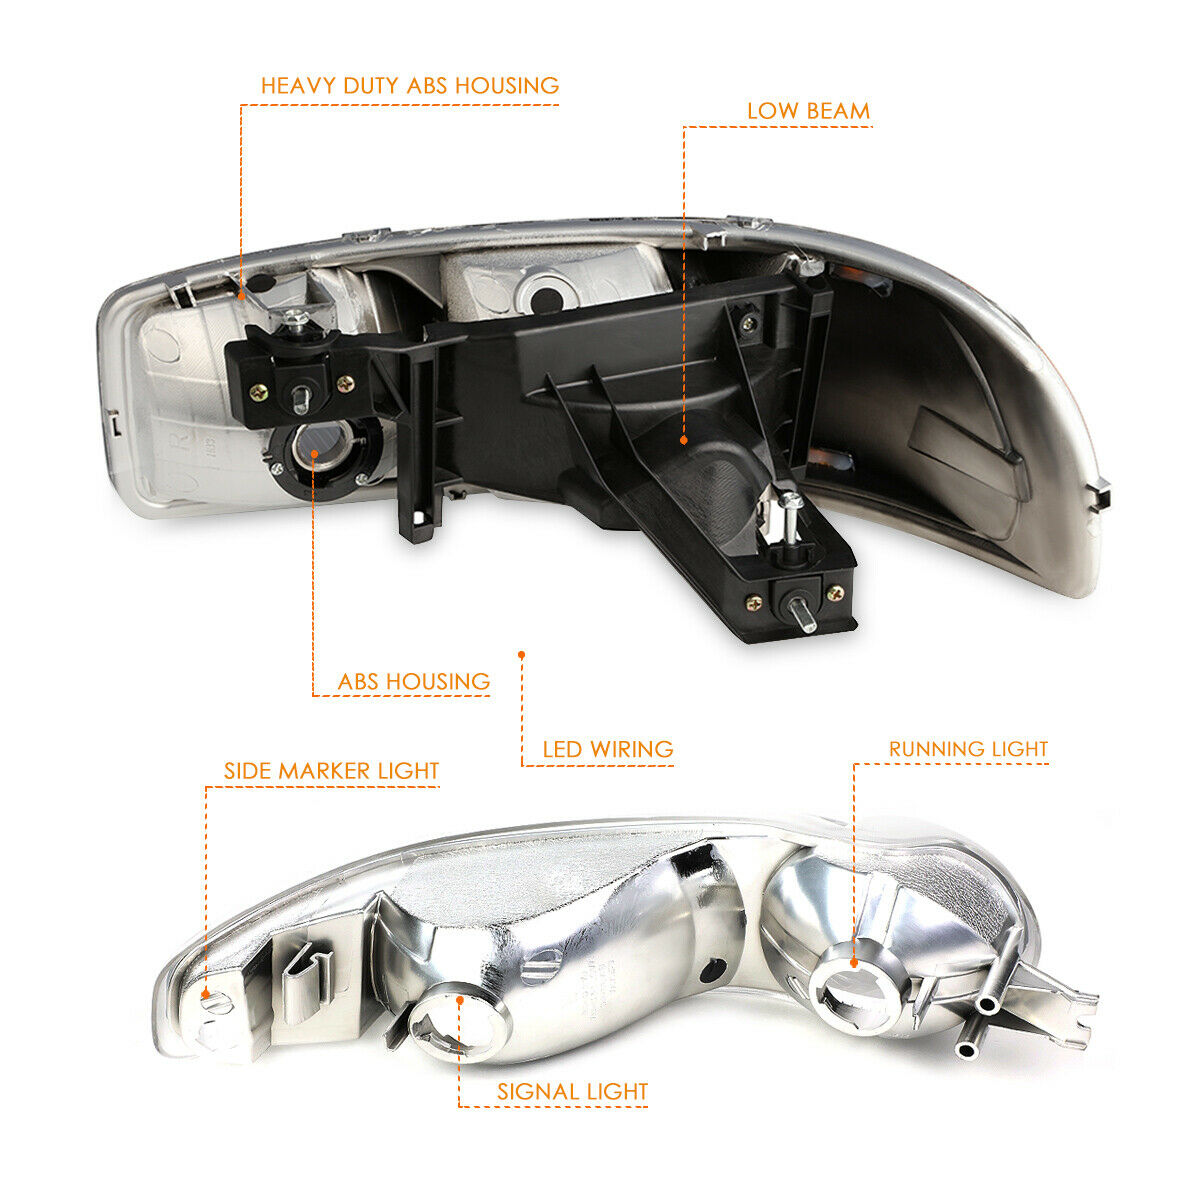 HEAVY DUTY ABS HOUSING
LOW BEAM
R
ABS HOUSING
LED WIRING
RUNNING LIGHT
SIDE MARKER LIGHT
SIGNAL LIGHT